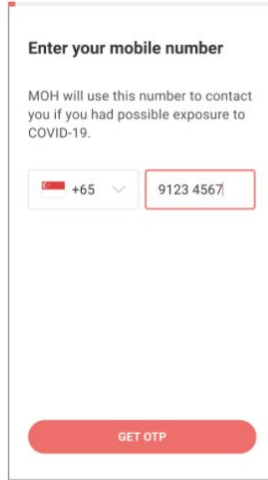 Enter your mobile number
MOH will use this number to contact
you if you had possible exposure to
COVID-19.
+65 9123 4567
GET OTP